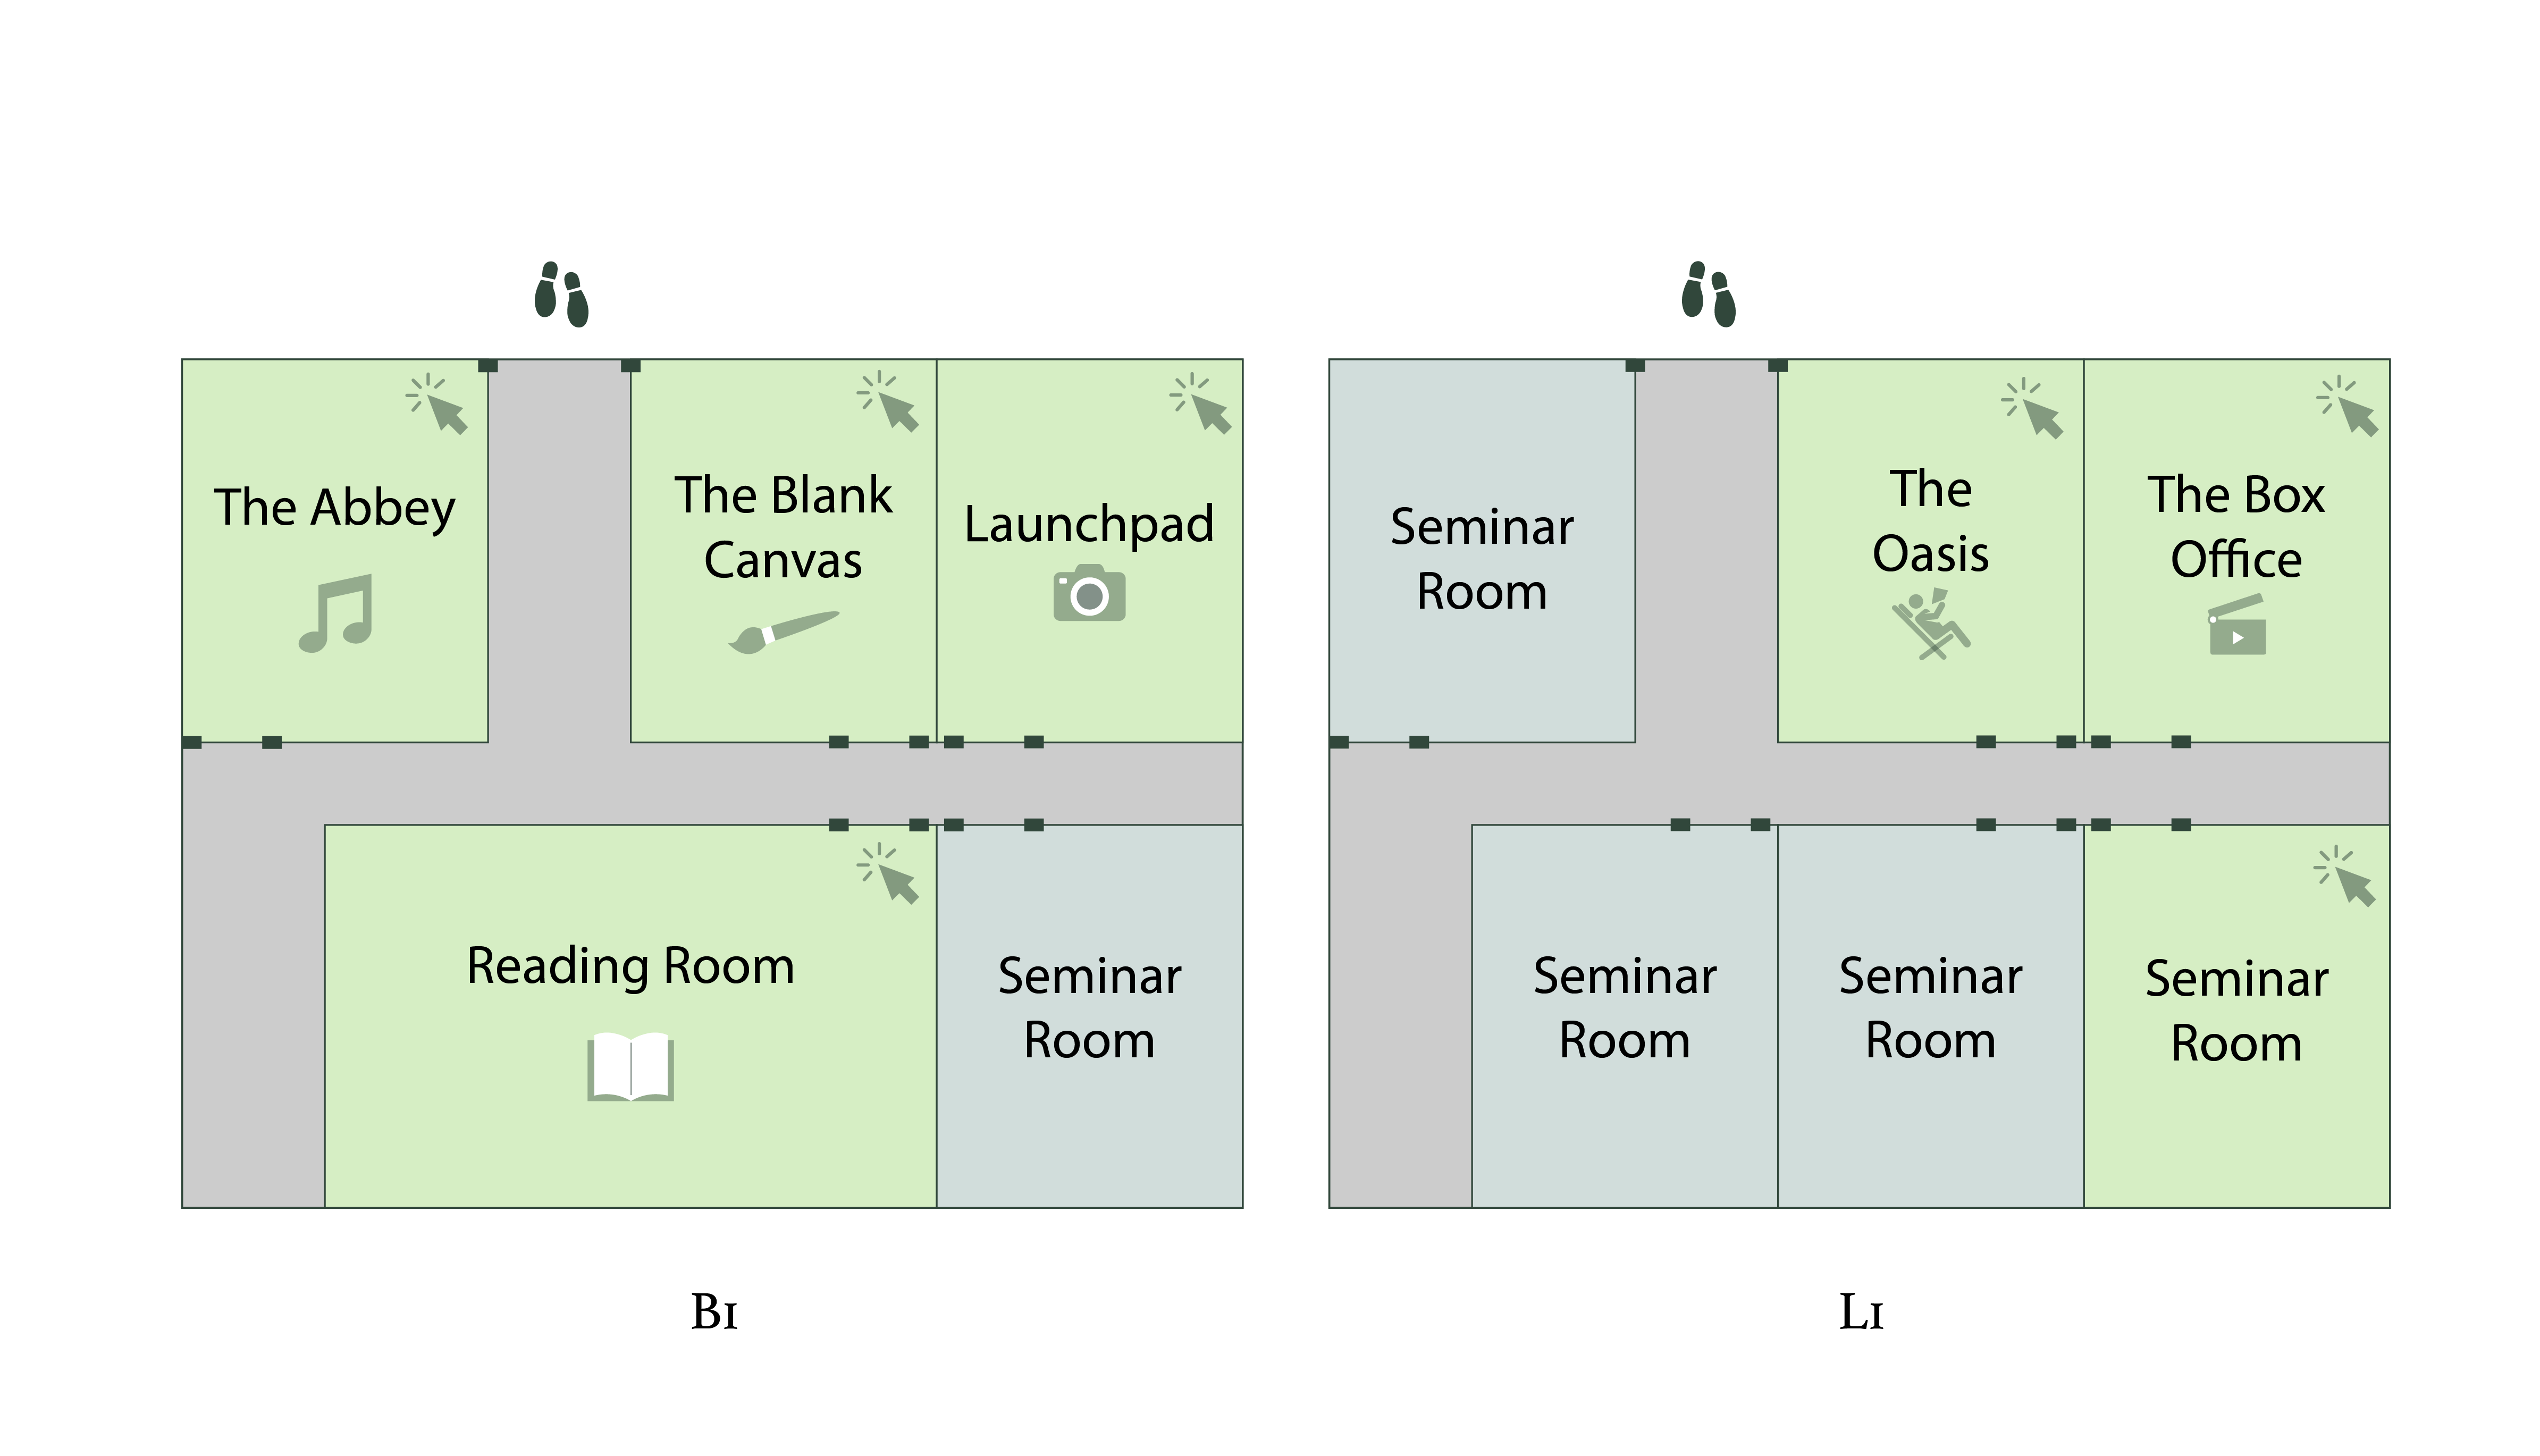 The Abbey
The Blank
Canvas
Launchpad
Reading Room
Seminar
Room
Seminar
Room
The
Oasis
The Box
Office
Seminar
Room
Seminar
Room
Seminar
Room
B1
L1